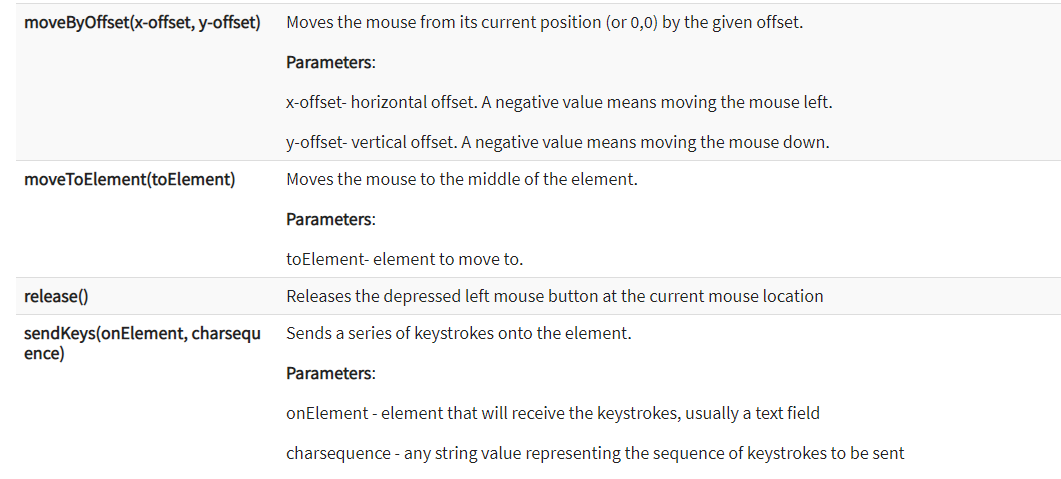 moveByOffset(x-offset, y-offset)
Moves the mouse from its current position (or 0,0) by the given offset.
Parameters:
x-offset- horizontal offset. A negative value means moving the mouse left.
y-offset- vertical offset. A negative value means moving the mouse down.
moveToElement(toElement)
Moves the mouse to the middle of the element.
Parameters:
toElement- element to move to.
release()
Releases the depressed left mouse button at the current mouse location
sendKeys(onElement, charsequ
ence)
Sends a series of keystrokes onto the element.
Parameters:
onElement - element that will receive the keystrokes, usually a text field
charsequence - any string value representing the sequence of keystrokes to be sent